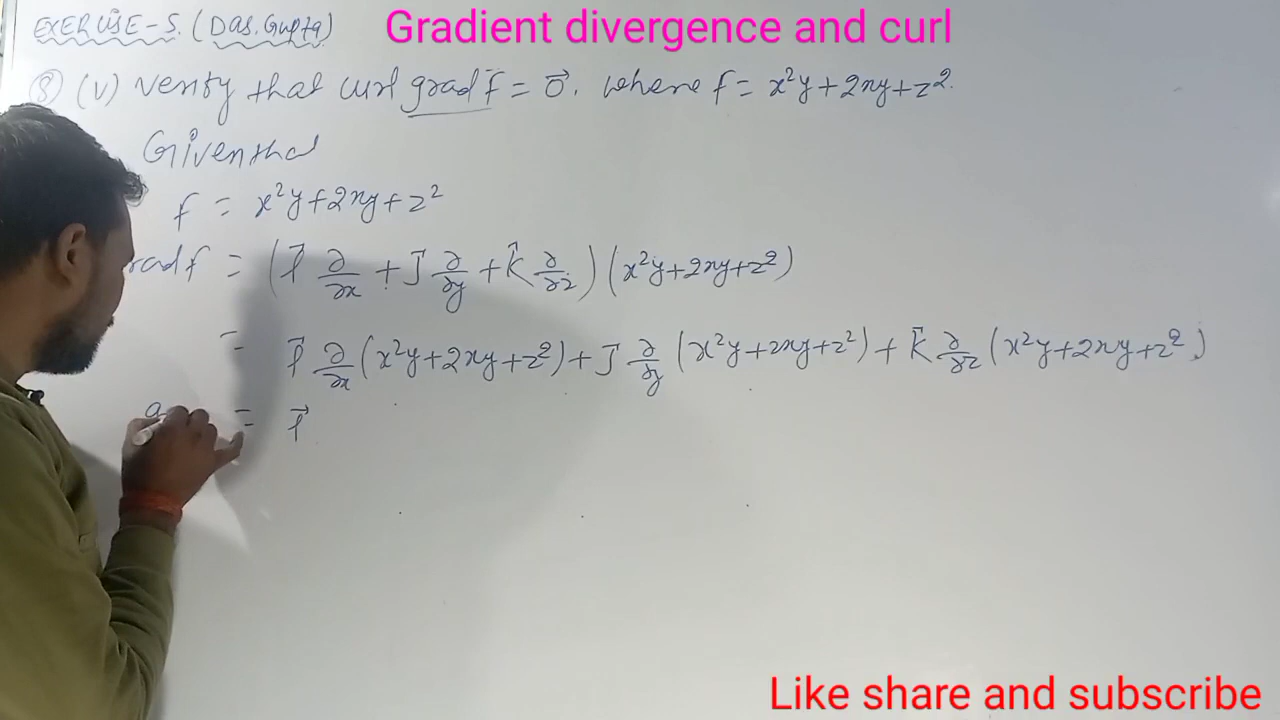 EXERCISE-5. (Das Gupta)
Gradient divergence and curl
8) (v) Verify that curl grad f = 0⃗. where f = x²y+2xy+z².
Given that
f = x²y+2xy+z²
grad f = (i⃗ ∂/∂x + j⃗ ∂/∂y + k⃗ ∂/∂z) (x²y+2xy+z²)
= i⃗ ∂/∂x (x²y+2xy+z²) + j⃗ ∂/∂y (x²y+2xy+z²) + k⃗ ∂/∂z (x²y+2xy+z²)
= i⃗
Like share and subscribe